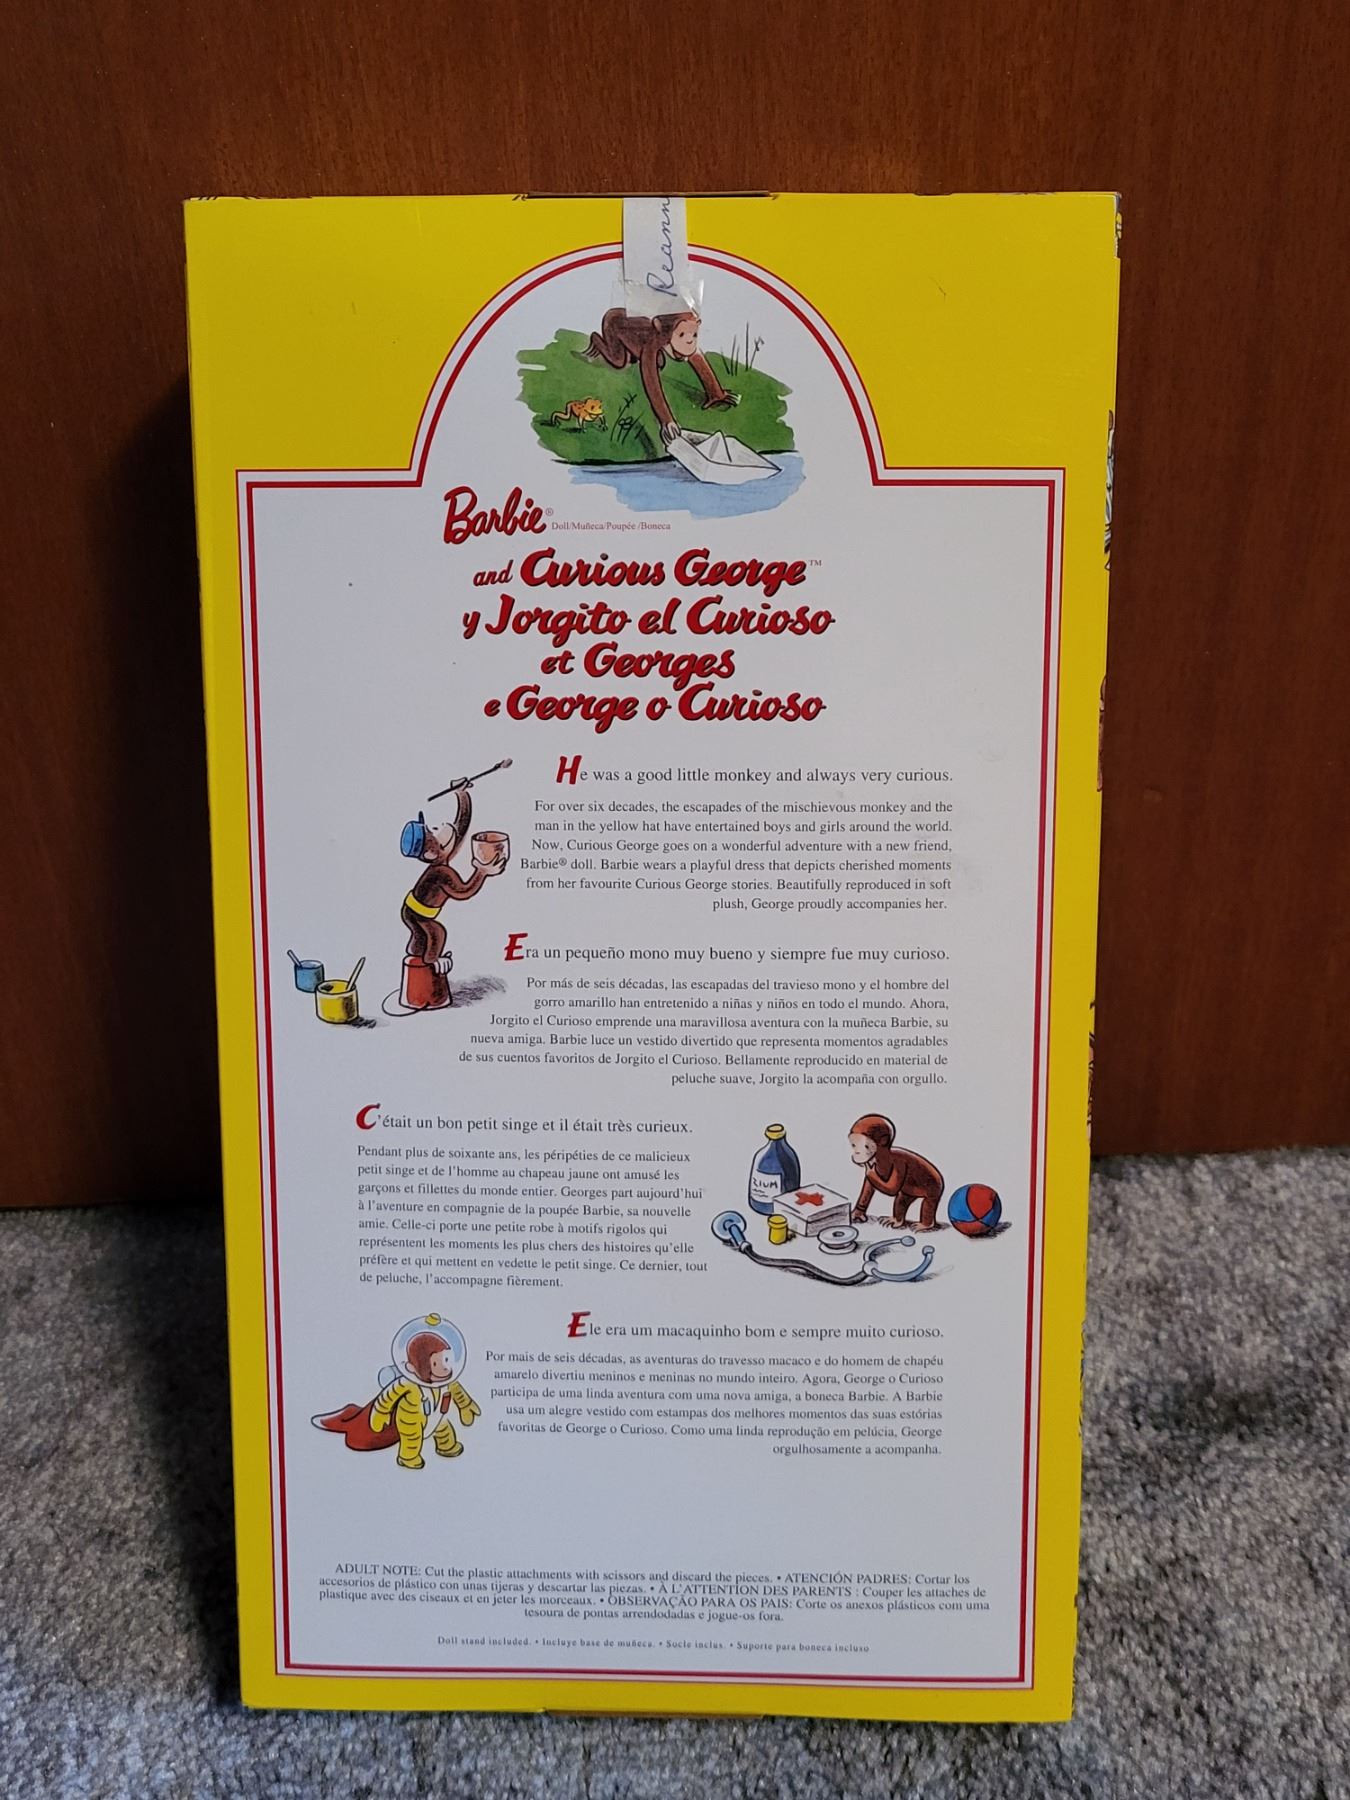 Reann
Barbie® Doll/Muñeca/Poupée /Boneca
and Curious George™
y Jorgito el Curioso
et Georges
e George o Curioso
He was a good little monkey and always very curious.
For over six decades, the escapades of the mischievous monkey and the
man in the yellow hat have entertained boys and girls around the world.
Now, Curious George goes on a wonderful adventure with a new friend,
Barbie® doll. Barbie wears a playful dress that depicts cherished moments
from her favourite Curious George stories. Beautifully reproduced in soft
plush, George proudly accompanies her.
Era un pequeño mono muy bueno y siempre fue muy curioso.
Por más de seis décadas, las escapadas del travieso mono y el hombre del
gorro amarillo han entretenido a niñas y niños en todo el mundo. Ahora,
Jorgito el Curioso emprende una maravillosa aventura con la muñeca Barbie, su
nueva amiga. Barbie luce un vestido divertido que representa momentos agradables
de sus cuentos favoritos de Jorgito el Curioso. Bellamente reproducido en material de
peluche suave, Jorgito la acompaña con orgullo.
C'était un bon petit singe et il était très curieux.
Pendant plus de soixante ans, les péripéties de ce malicieux
petit singe et de l'homme au chapeau jaune ont amusé les
garçons et fillettes du monde entier. Georges part aujourd'hui
à l'aventure en compagnie de la poupée Barbie, sa nouvelle
amie. Celle-ci porte une petite robe à motifs rigolos qui
représentent les moments les plus chers des histoires qu'elle
préfère et qui mettent en vedette le petit singe. Ce dernier, tout
de peluche, l'accompagne fièrement.
ZIUM
Ele era um macaquinho bom e sempre muito curioso.
Por mais de seis décadas, as aventuras do travesso macaco e do homem de chapéu
amarelo divertiu meninos e meninas no mundo inteiro. Agora, George o Curioso
participa de uma linda aventura com uma nova amiga, a boneca Barbie. A Barbie
usa um alegre vestido com estampas dos melhores momentos das suas estórias
favoritas de George o Curioso. Como uma linda reprodução em pelúcia, George
orgulhosamente a acompanha.
ADULT NOTE: Cut the plastic attachments with scissors and discard the pieces. • ATENCIÓN PADRES: Cortar los
accesorios de plástico con unas tijeras y descartar las piezas. • À L'ATTENTION DES PARENTS : Couper les attaches de
plastique avec des ciseaux et en jeter les morceaux. • OBSERVAÇÃO PARA OS PAIS: Corte os anexos plásticos com uma
tesoura de pontas arrendodadas e jogue-os fora.
Doll stand included. • Incluye base de muñeca. • Socle inclus. • Suporte para boneca incluso